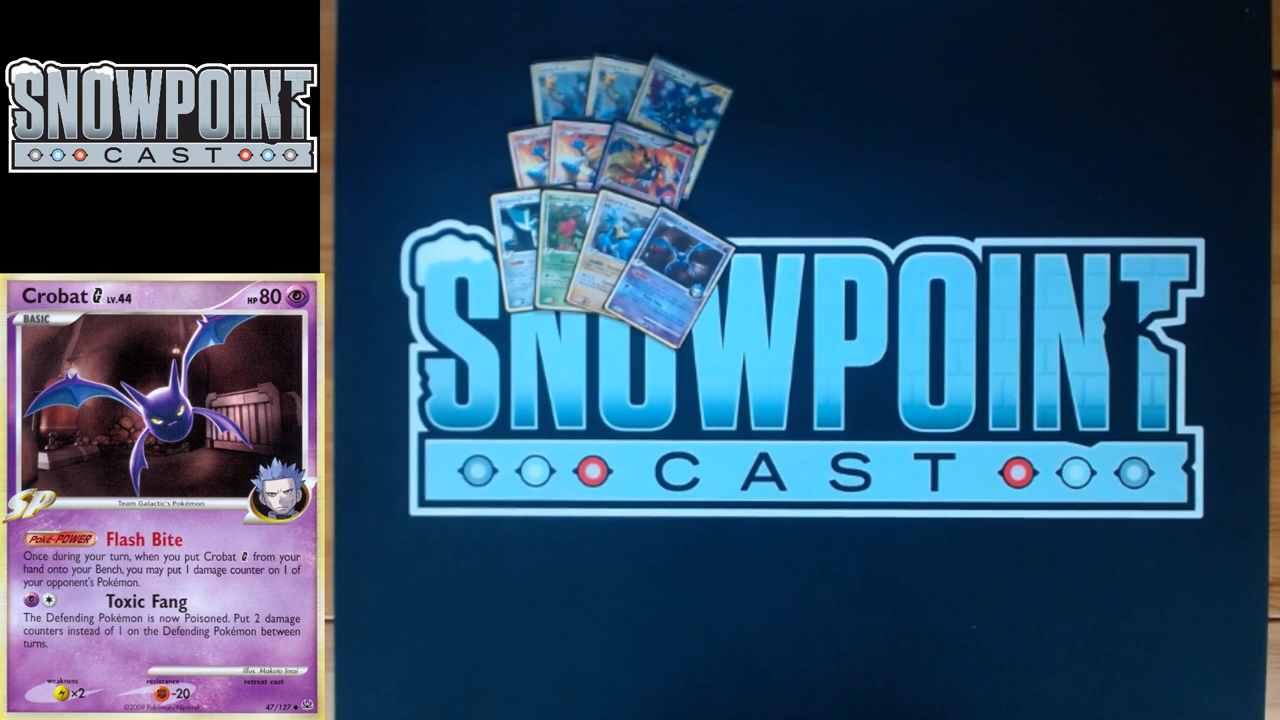 SNOWPOINT
CAST
Crobat G LV.44
HP 80
BASIC
SP
Team Galactic's Pokémon
Poké-POWER Flash Bite
Once during your turn, when you put Crobat G from your
hand onto your Bench, you may put 1 damage counter on 1 of
your opponent's Pokémon.
Toxic Fang
The Defending Pokémon is now Poisoned. Put 2 damage
counters instead of 1 on the Defending Pokémon between
turns.
Illus. Makoto Imai
weakness resistance retreat cost
×2 -20
©2009 Pokémon/Nintendo
47/127
SNOWPOINT
CAST